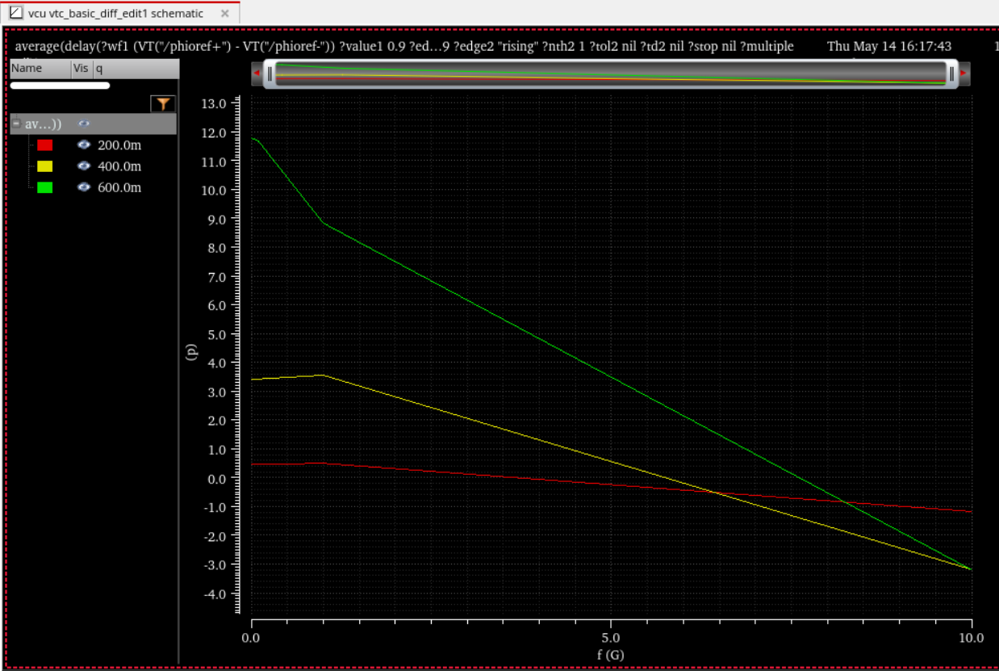 vcu vtc_basic_diff_edit1 schematic
average(delay(?wf1 (VT("/phioref+") - VT("/phioref-")) ?value1 0.9 ?ed...9 ?edge2 "rising" ?nth2 1 ?tol2 nil ?td2 nil ?stop nil ?multiple Thu May 14 16:17:43 1
Name Vis q
av...))
200.0m
400.0m
600.0m
13.0
12.0
11.0
10.0
9.0
8.0
7.0
6.0
5.0
4.0
3.0
2.0
1.0
0.0
-1.0
-2.0
-3.0
-4.0
(p)
0.0 5.0 10.0
f (G)